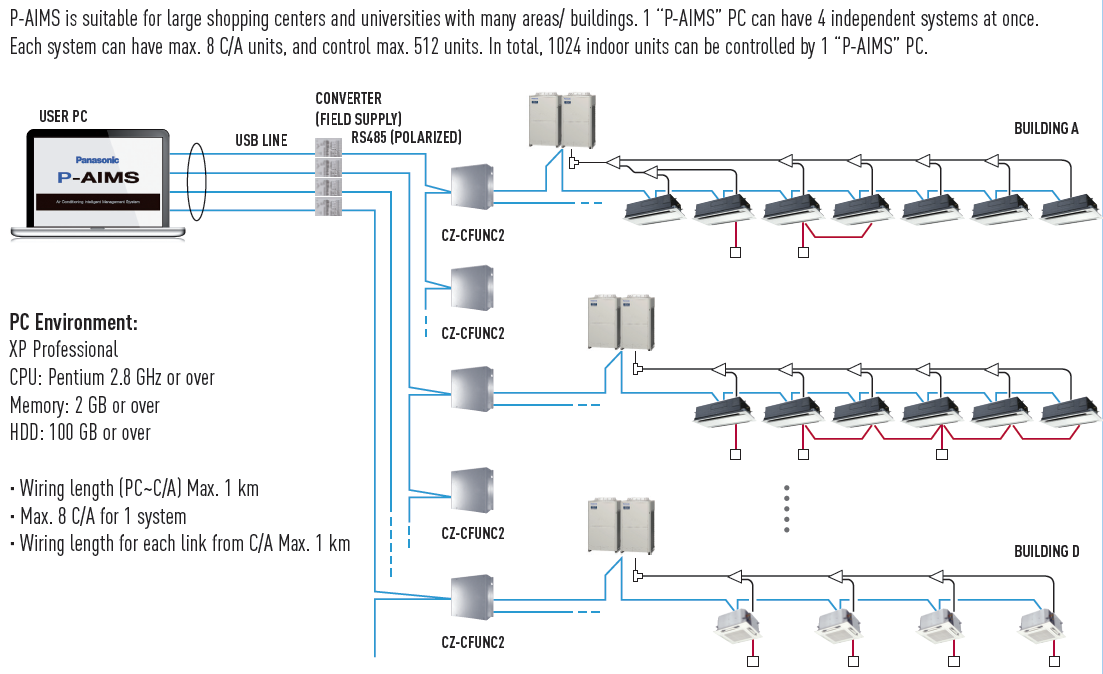 P-AIMS is suitable for large shopping centers and universities with many areas/ buildings. 1 “P-AIMS” PC can have 4 independent systems at once.
Each system can have max. 8 C/A units, and control max. 512 units. In total, 1024 indoor units can be controlled by 1 “P-AIMS” PC.
USER PC
CONVERTER
(FIELD SUPPLY)
USB LINE
RS485 (POLARIZED)
BUILDING A
Panasonic
P-AIMS
Air Conditioning Intelligent Management System
CZ-CFUNC2
CZ-CFUNC2
PC Environment:
XP Professional
CPU: Pentium 2.8 GHz or over
Memory: 2 GB or over
HDD: 100 GB or over
CZ-CFUNC2
· Wiring length (PC~C/A) Max. 1 km
· Max. 8 C/A for 1 system
· Wiring length for each link from C/A Max. 1 km
CZ-CFUNC2
BUILDING D
CZ-CFUNC2